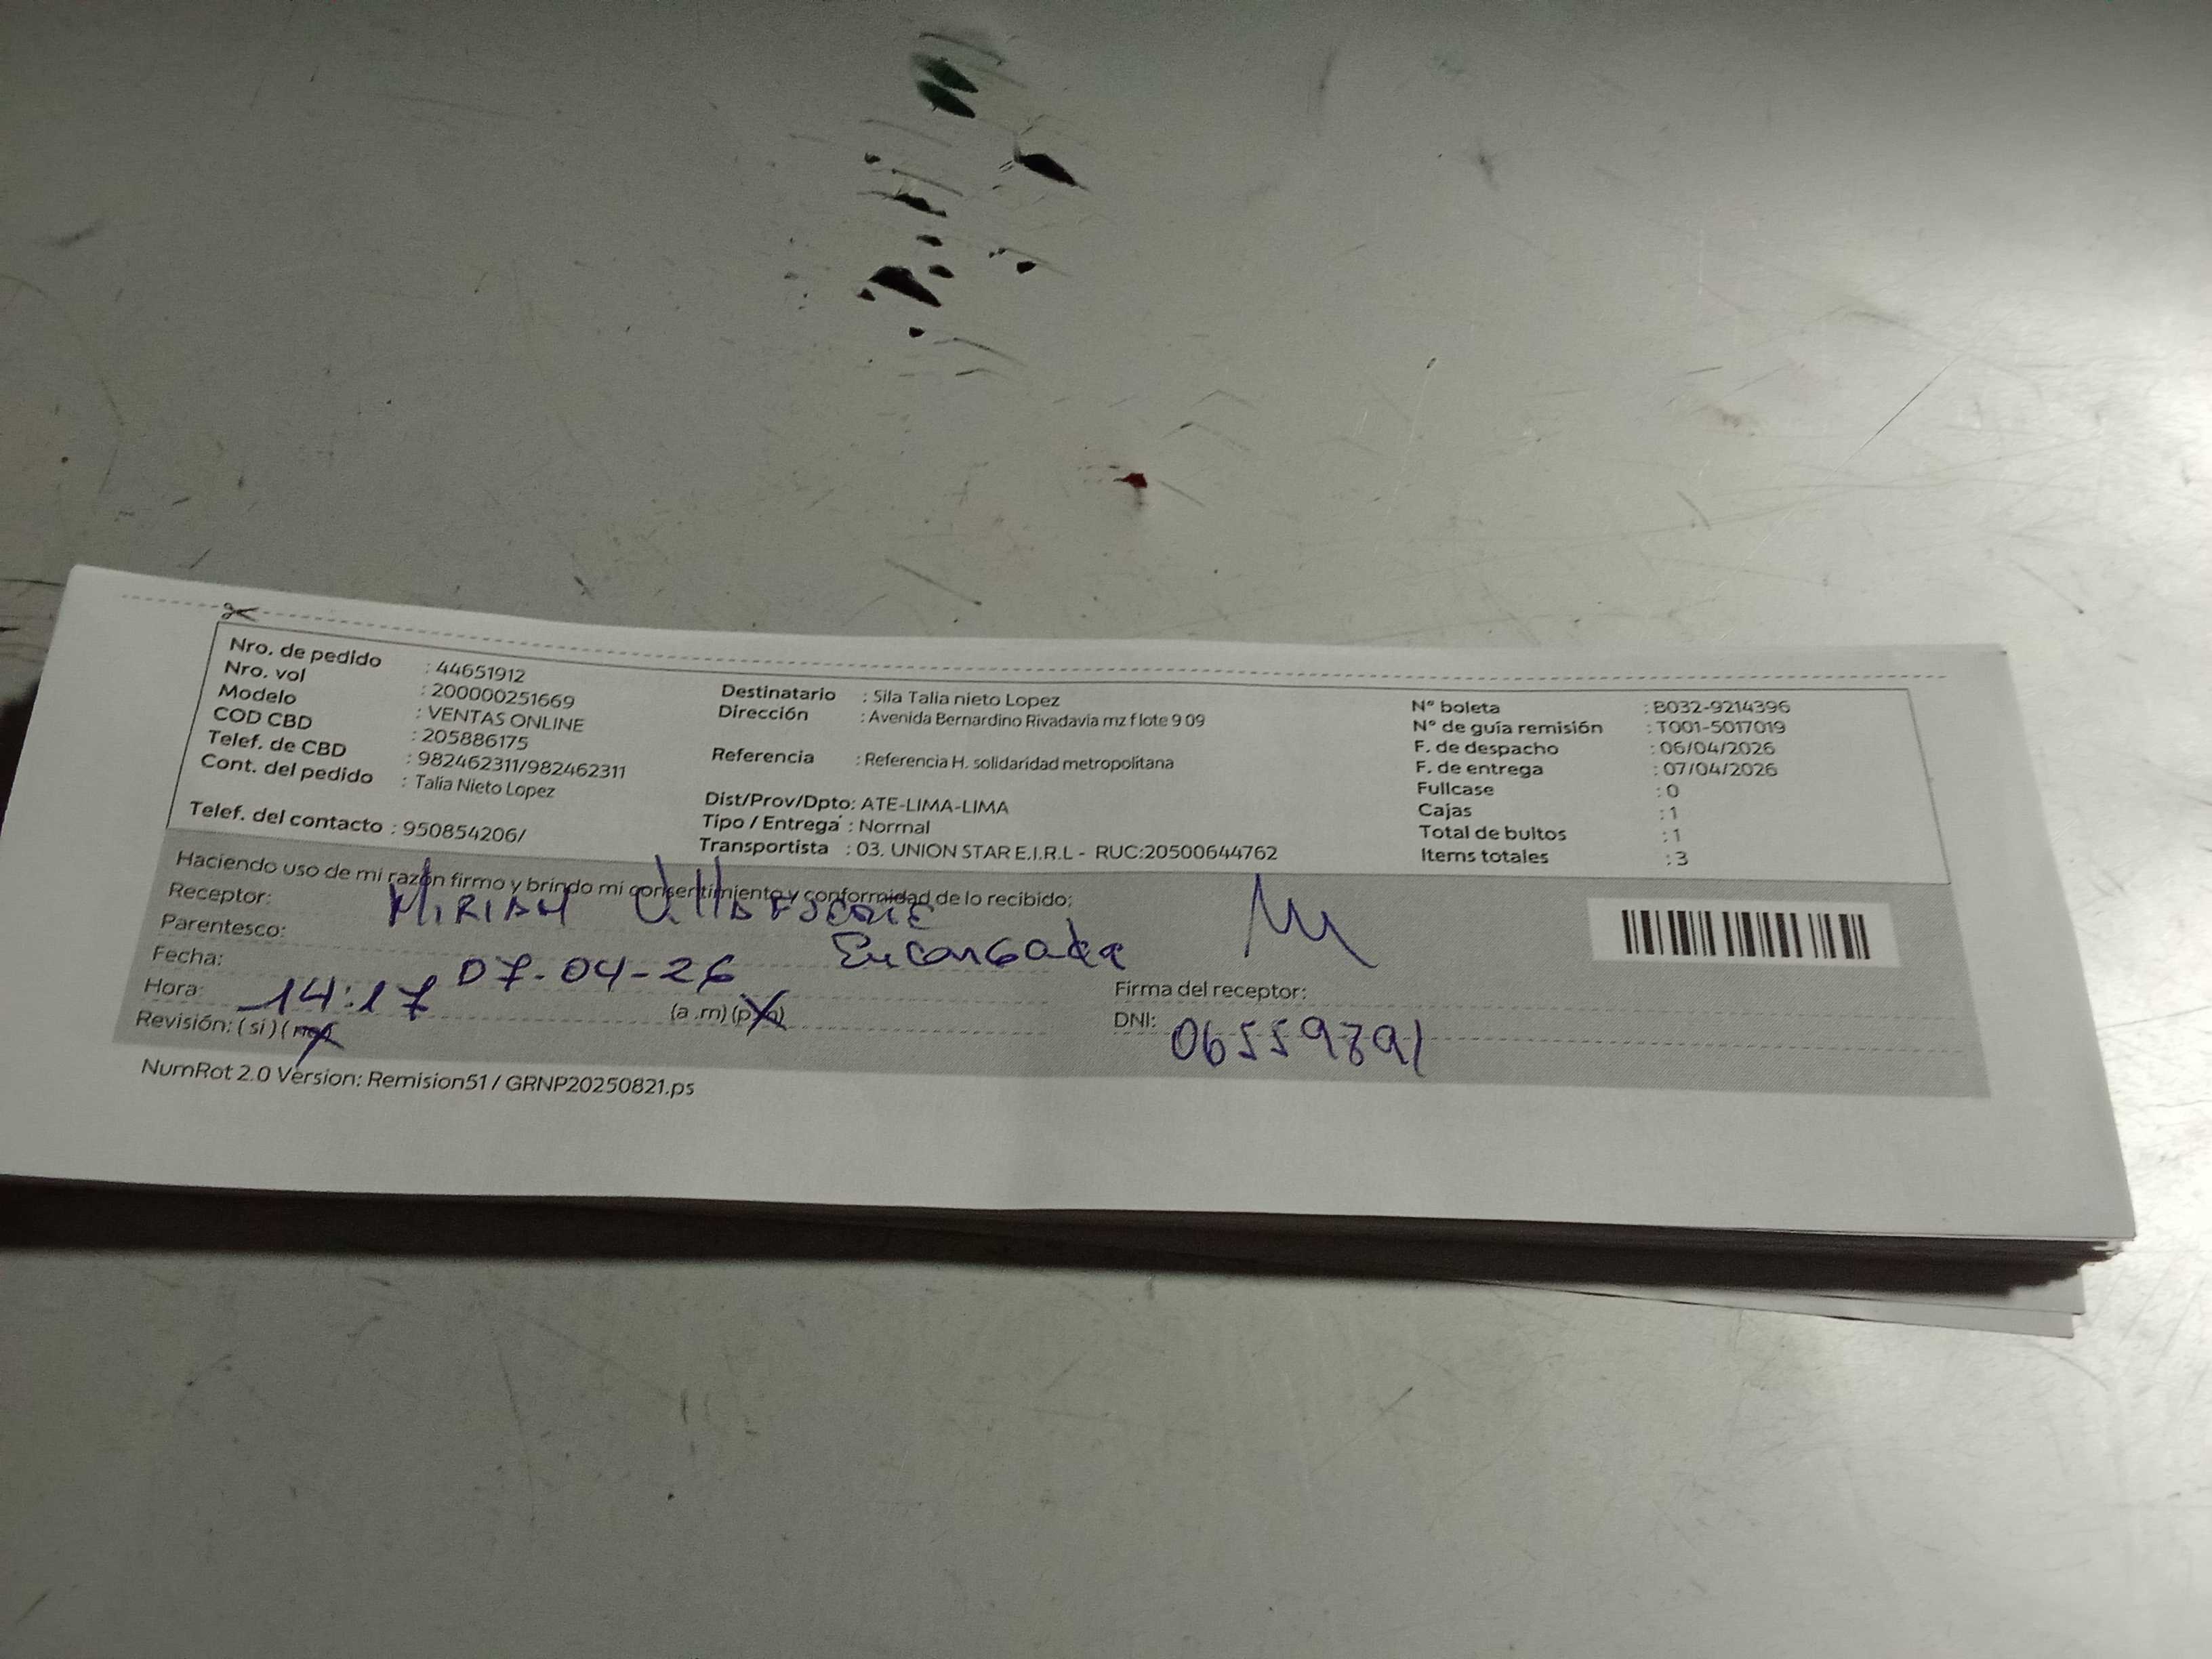 Nro. de pedido : 44651912
Nro. vol : 200000251669
Modelo : VENTAS ONLINE
COD CBD : 205886175
Telef. de CBD : 982462311/982462311
Cont. del pedido : Talia Nieto Lopez
Telef. del contacto : 950854206/
Destinatario : Sila Talia nieto Lopez
Dirección : Avenida Bernardino Rivadavia mz f lote 9 09
Referencia : Referencia H. solidaridad metropolitana
Dist/Prov/Dpto: ATE-LIMA-LIMA
Tipo / Entrega : Normal
Transportista : 03. UNION STAR E.I.R.L - RUC:20500644762
N° boleta : B032-9214396
N° de guía remisión : T001-5017019
F. de despacho : 06/04/2026
F. de entrega : 07/04/2026
Fullcase : 0
Cajas : 1
Total de bultos : 1
Items totales : 3
Haciendo uso de mi razón firmo y brindo mi consentimiento y conformidad de lo recibido:
Receptor: MIRIAM
Parentesco: Encargada
Fecha: 07-04-26
Hora: 14:17 (a .m) (p.m)
Revisión: ( si ) ( no )
Firma del receptor:
DNI: 06559891
NumRot 2.0 Version: Remision51 / GRNP20250821.ps